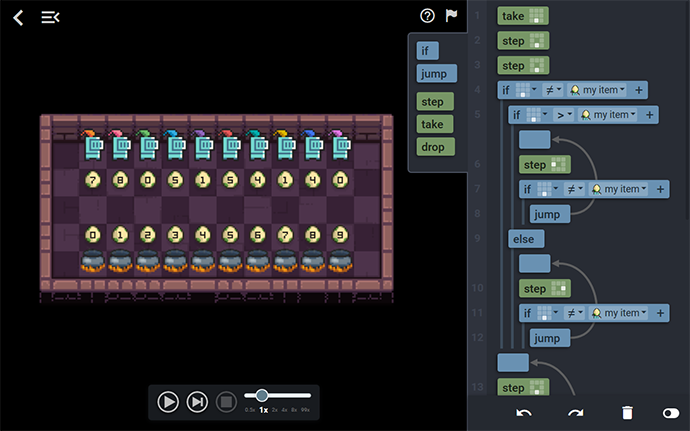 if
jump
step
take
drop
7 8 0 5 1 5 4 1 4 0
0 1 2 3 4 5 6 7 8 9
0.5x 1x 2x 4x 8x 99x
1 take
2 step
3 step
4 if ≠ my item +
5 if > my item +
6 step
7 if ≠ my item +
8 jump
9 else
10 step
11 if ≠ my item +
12 jump
13 step